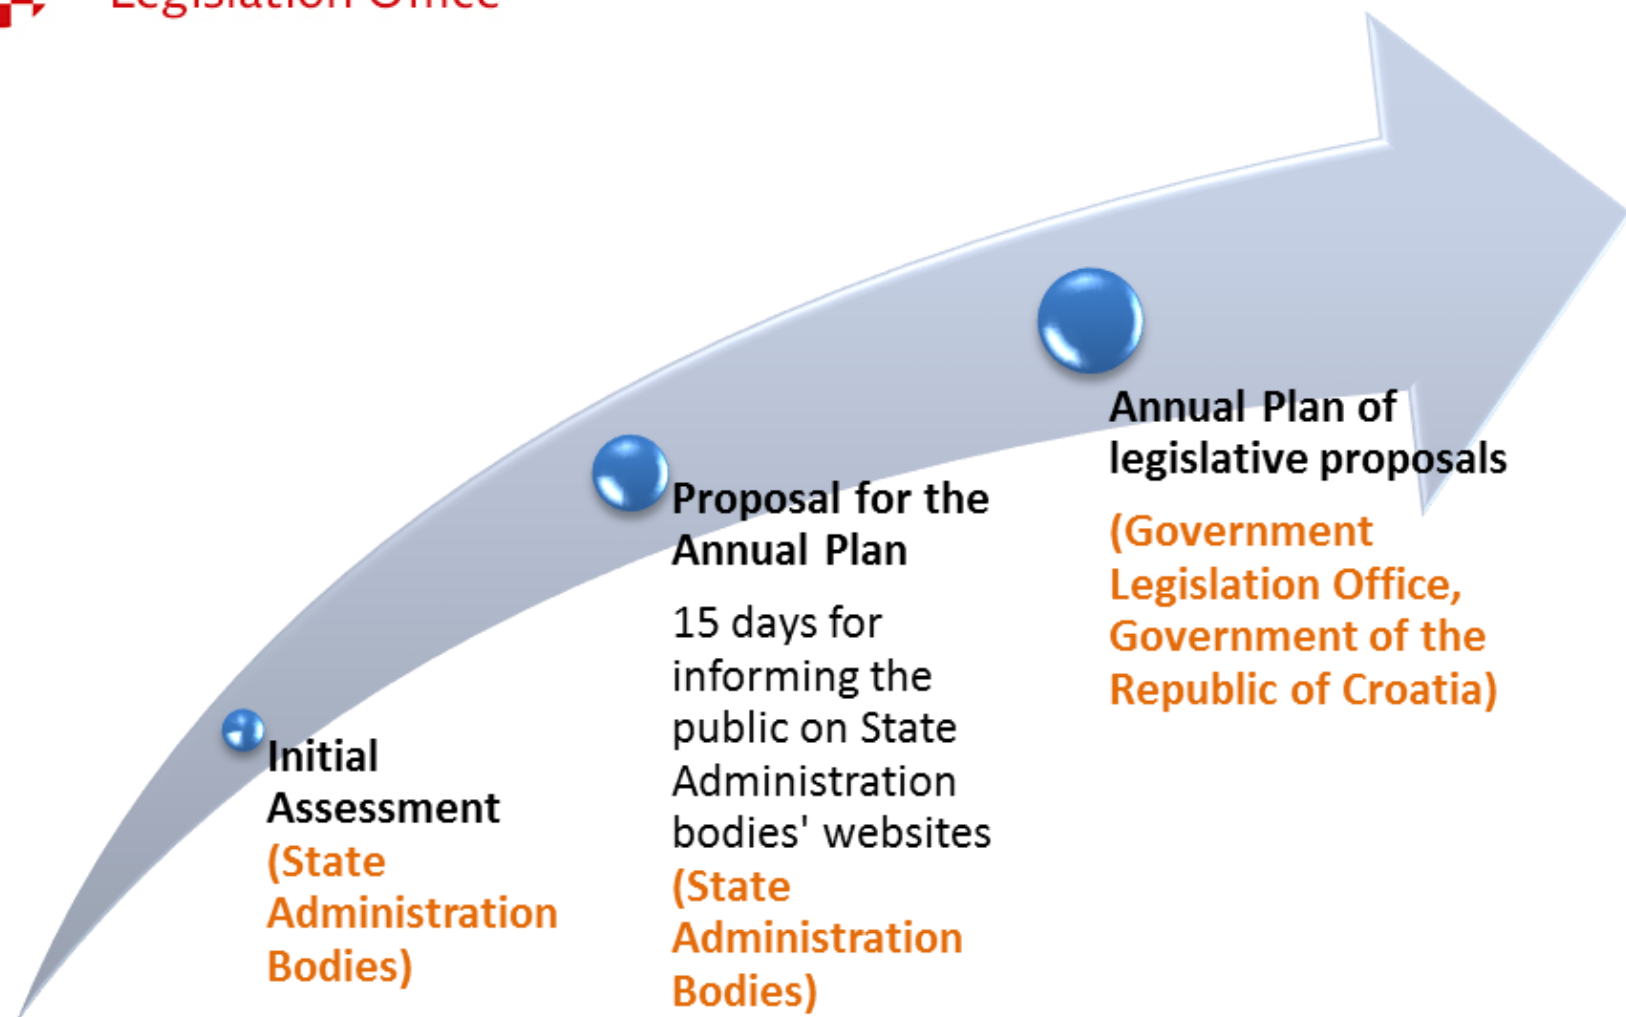 Legislation Office
Initial
Assessment
(State
Administration
Bodies)
Proposal for the
Annual Plan
15 days for
informing the
public on State
Administration
bodies' websites
(State
Administration
Bodies)
Annual Plan of
legislative proposals
(Government
Legislation Office,
Government of the
Republic of Croatia)